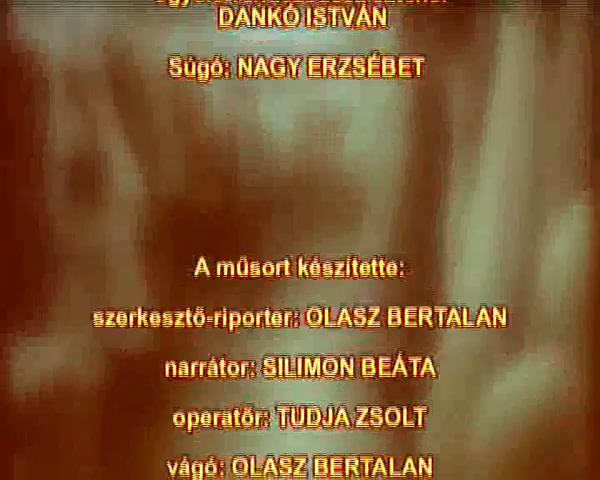 DANKÓ ISTVÁN
Súgó: NAGY ERZSÉBET
A műsort készítette:
szerkesztő-riporter: OLASZ BERTALAN
narrátor: SILIMON BEÁTA
operatőr: TUDJA ZSOLT
vágó: OLASZ BERTALAN